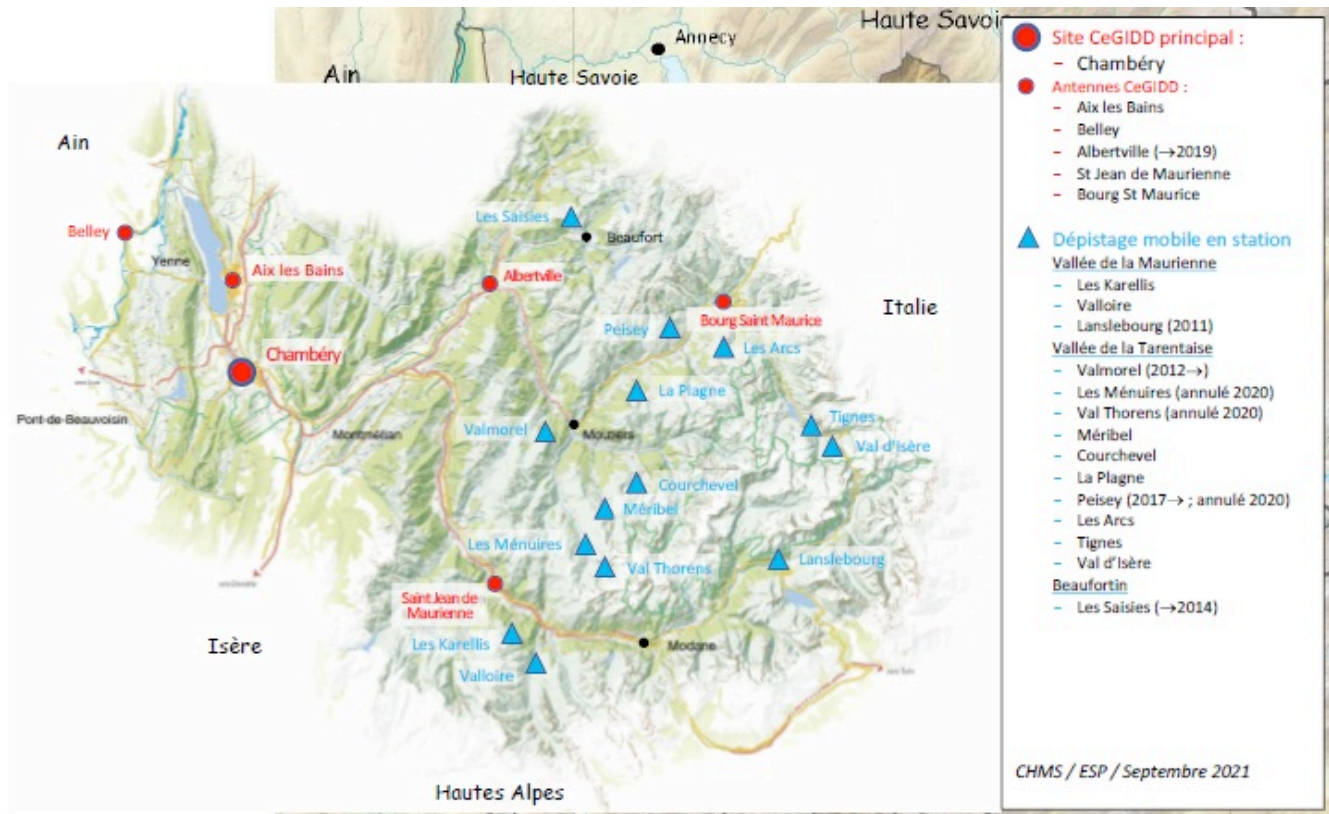 Haute Savoie
Annecy
Ain
Haute Savoie
Ain
Les Saisies
Beaufort
Belley
Yenne
Aix les Bains
Albertville
Italie
Peisey
Bourg Saint Maurice
Les Arcs
Chambéry
La Plagne
Pont-de-Beauvoisin
Montmélian
Valmorel
Moutiers
Tignes
Val d'Isère
Courchevel
Méribel
Les Ménuires
Val Thorens
Lanslebourg
Saint Jean de
Maurienne
Isère
Les Karellis
Modane
Valloire
Hautes Alpes
Site CeGIDD principal :
– Chambéry
Antennes CeGIDD :
– Aix les Bains
– Belley
– Albertville (→2019)
– St Jean de Maurienne
– Bourg St Maurice
Dépistage mobile en station
Vallée de la Maurienne
– Les Karellis
– Valloire
– Lanslebourg (2011)
Vallée de la Tarentaise
– Valmorel (2012→)
– Les Ménuires (annulé 2020)
– Val Thorens (annulé 2020)
– Méribel
– Courchevel
– La Plagne
– Peisey (2017→ ; annulé 2020)
– Les Arcs
– Tignes
– Val d'Isère
Beaufortin
– Les Saisies (→2014)
CHMS / ESP / Septembre 2021